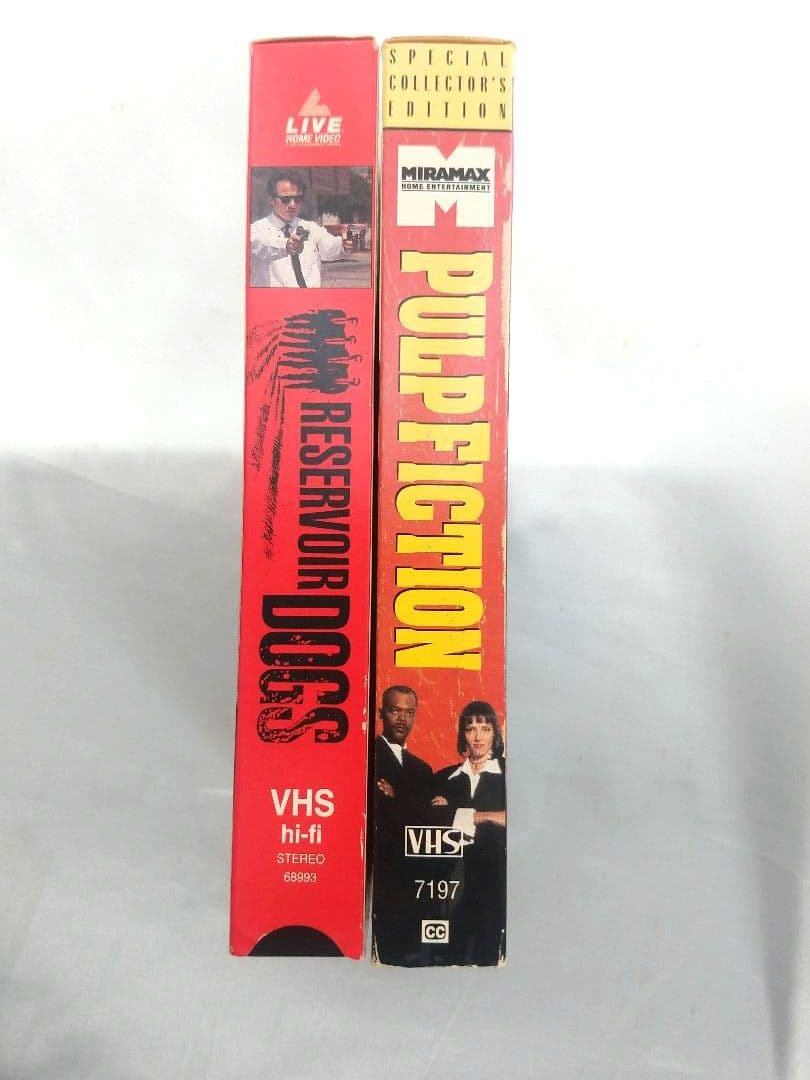 LIVE
HOME VIDEO
RESERVOIR DOGS
VHS
hi-fi
STEREO
68993
SPECIAL
COLLECTOR'S
EDITION
MIRAMAX
HOME ENTERTAINMENT
PULP FICTION
VHS
7197
CC